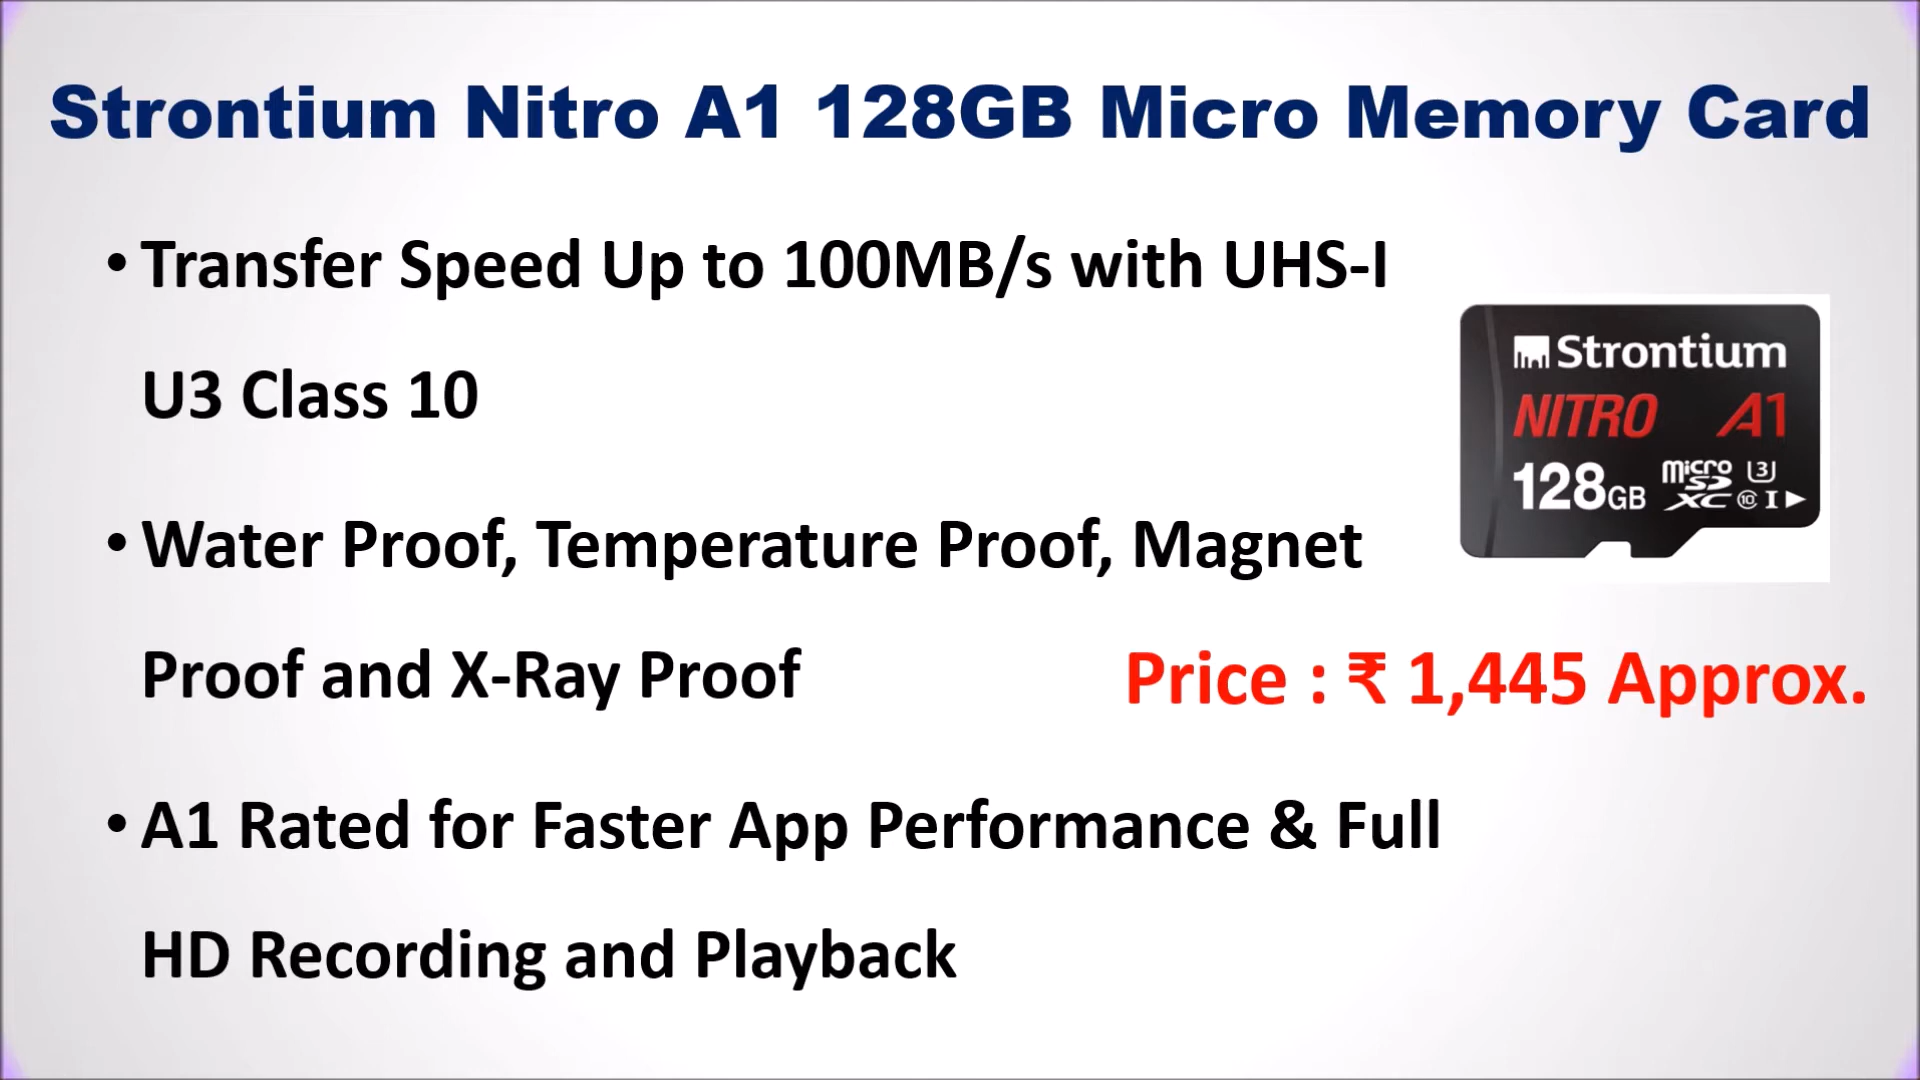 Strontium Nitro A1 128GB Micro Memory Card
• Transfer Speed Up to 100MB/s with UHS-I
U3 Class 10
Strontium
NITRO A1
128GB micro SD XC U3 10 I
• Water Proof, Temperature Proof, Magnet
Proof and X-Ray Proof
Price : ₹ 1,445 Approx.
• A1 Rated for Faster App Performance & Full
HD Recording and Playback